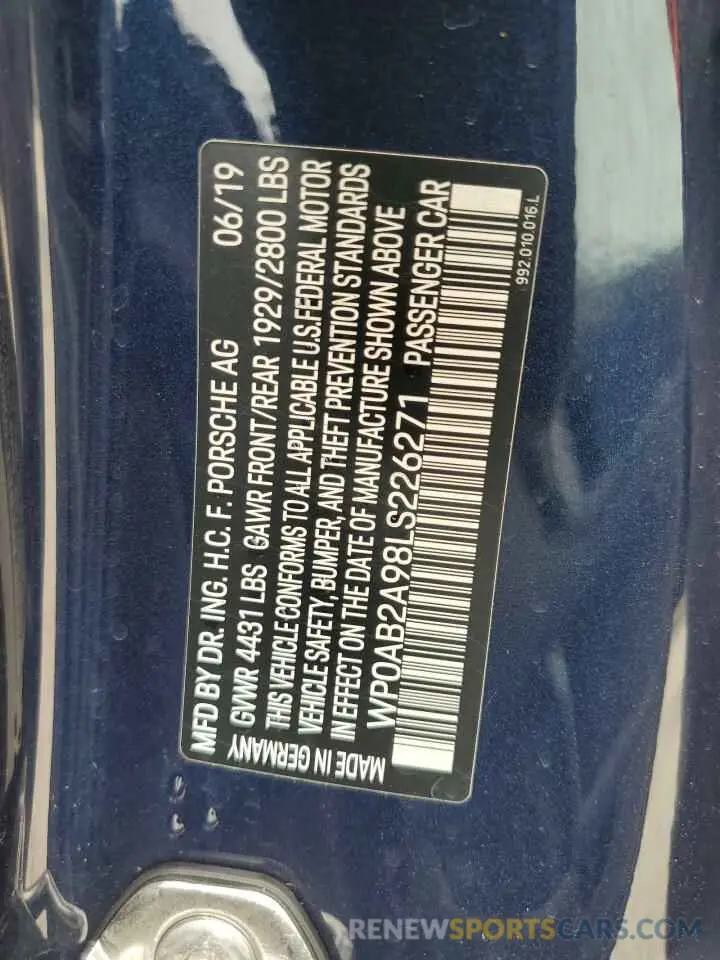 MFD BY DR. ING. H.C. F. PORSCHE AG 06/19
GVWR 4431 LBS GAWR FRONT/REAR 1929/2800 LBS
THIS VEHICLE CONFORMS TO ALL APPLICABLE U.S. FEDERAL MOTOR
VEHICLE SAFETY, BUMPER, AND THEFT PREVENTION STANDARDS
IN EFFECT ON THE DATE OF MANUFACTURE SHOWN ABOVE
WP0AB2A98LS226271 PASSENGER CAR
MADE IN GERMANY
992.010.016.L
RENEWSPORTSCARS.COM